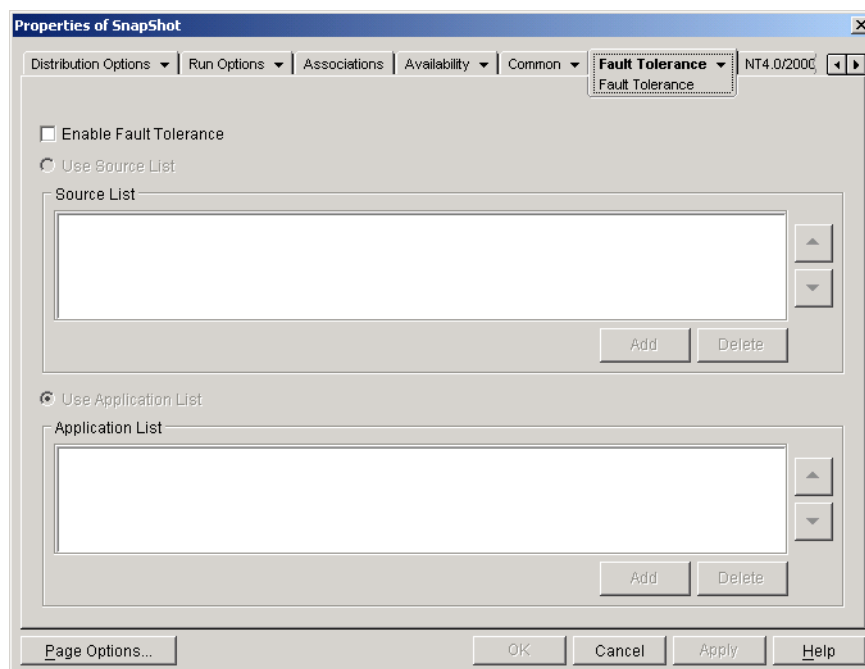 Properties of SnapShot
Distribution Options Run Options Associations Availability Common Fault Tolerance NT4.0/2000
Fault Tolerance
Enable Fault Tolerance
Use Source List
Source List
Add Delete
Use Application List
Application List
Add Delete
Page Options... OK Cancel Apply Help